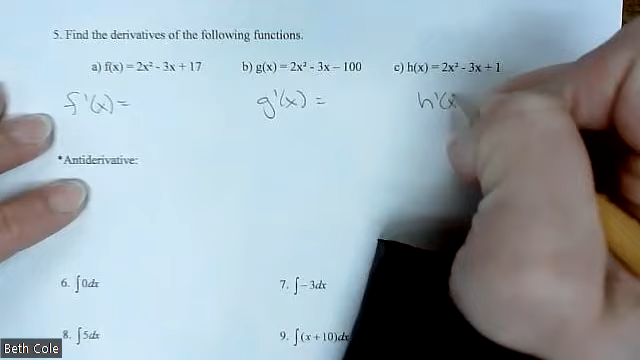 5. Find the derivatives of the following functions.
a) f(x) = 2x² - 3x + 17 b) g(x) = 2x² - 3x – 100 c) h(x) = 2x² - 3x + 1
f'(x) = g'(x) = h'(x
*Antiderivative:
6. ∫0dx 7. ∫– 3dx
8. ∫5dx 9. ∫(x + 10)dx
Beth Cole